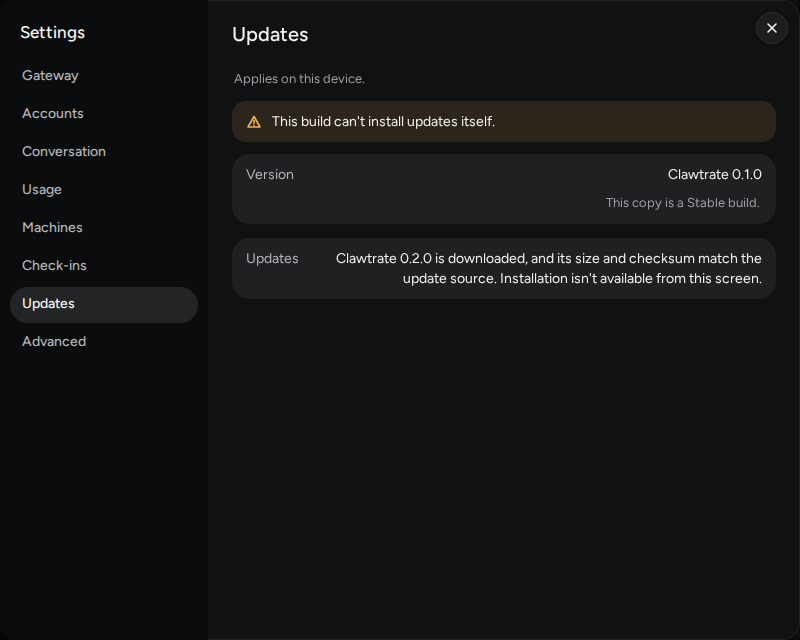 Settings
Gateway
Accounts
Conversation
Usage
Machines
Check-ins
Updates
Advanced
Updates
Applies on this device.
This build can't install updates itself.
Version
Clawtrate 0.1.0
This copy is a Stable build.
Updates
Clawtrate 0.2.0 is downloaded, and its size and checksum match the
update source. Installation isn't available from this screen.